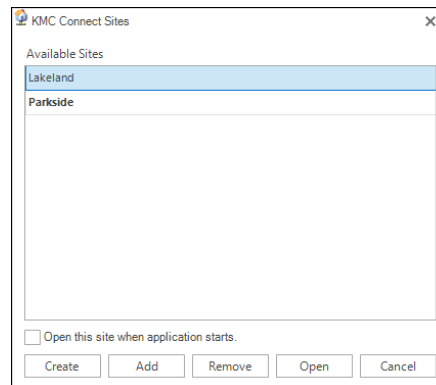 KMC Connect Sites
Available Sites
Lakeland
Parkside
Open this site when application starts.
Create Add Remove Open Cancel